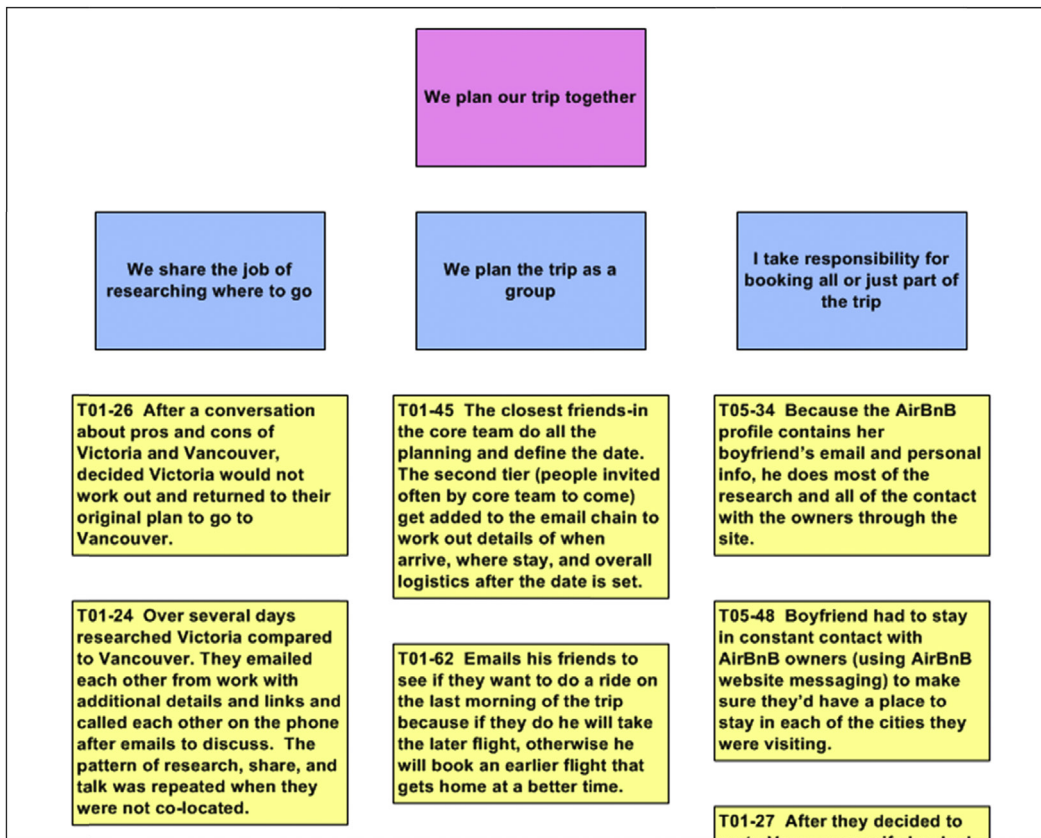 We plan our trip together
We share the job of
researching where to go
We plan the trip as a
group
I take responsibility for
booking all or just part of
the trip
T01-26 After a conversation
about pros and cons of
Victoria and Vancouver,
decided Victoria would not
work out and returned to their
original plan to go to
Vancouver.
T01-24 Over several days
researched Victoria compared
to Vancouver. They emailed
each other from work with
additional details and links and
called each other on the phone
after emails to discuss. The
pattern of research, share, and
talk was repeated when they
were not co-located.
T01-45 The closest friends-in
the core team do all the
planning and define the date.
The second tier (people invited
often by core team to come)
get added to the email chain to
work out details of when
arrive, where stay, and overall
logistics after the date is set.
T01-62 Emails his friends to
see if they want to do a ride on
the last morning of the trip
because if they do he will take
the later flight, otherwise he
will book an earlier flight that
gets home at a better time.
T05-34 Because the AirBnB
profile contains her
boyfriend's email and personal
info, he does most of the
research and all of the contact
with the owners through the
site.
T05-48 Boyfriend had to stay
in constant contact with
AirBnB owners (using AirBnB
website messaging) to make
sure they'd have a place to
stay in each of the cities they
were visiting.
T01-27 After they decided to